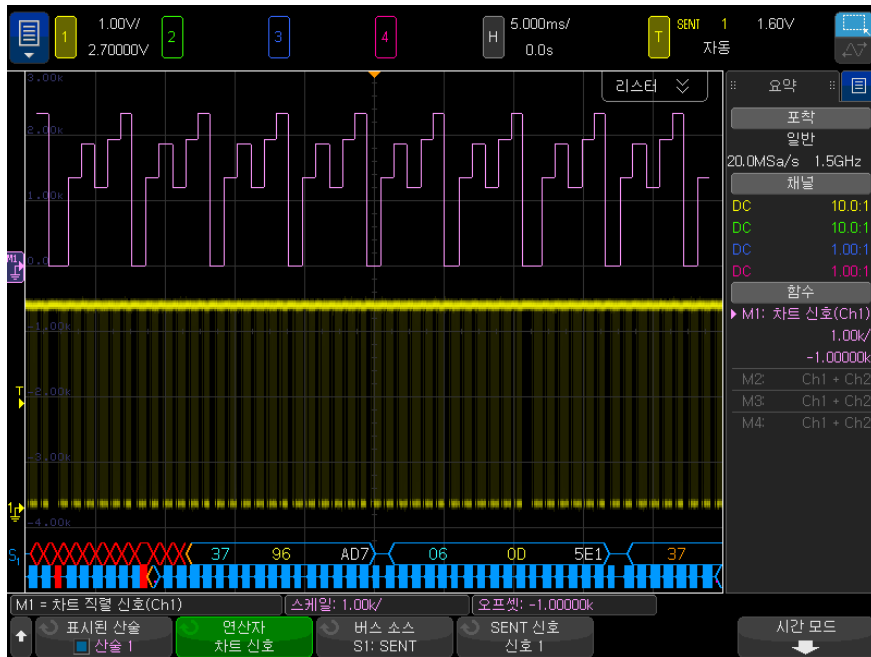 1 1.00V/ 2.70000V 2 3 4 H 5.000ms/ 0.0s T SENT 1 1.60V 자동
3.00k
2.00k
1.00k
0.0
-1.00k
-2.00k
-3.00k
-4.00k
M1
T
1
리스터
요약
포착
일반
20.0MSa/s 1.5GHz
채널
DC 10.0:1
DC 10.0:1
DC 1.00:1
DC 1.00:1
함수
M1: 차트 신호(Ch1)
1.00k/
-1.00000k
M2: Ch1 + Ch2
M3: Ch1 + Ch2
M4: Ch1 + Ch2
S1 37 96 AD7 06 0D 5E1 37
M1 = 차트 직렬 신호(Ch1) 스케일: 1.00k/ 오프셋: -1.00000k
표시된 산술 연산자 버스 소스 SENT 신호 시간 모드
산술 1 차트 신호 S1: SENT 신호 1